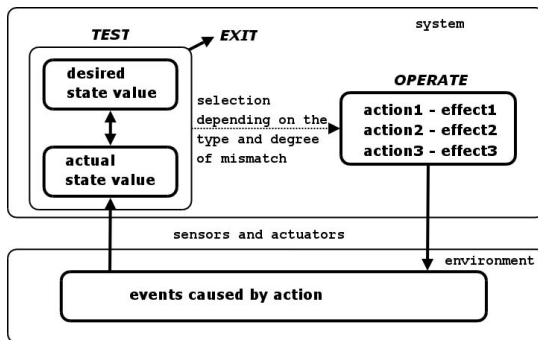 system
TEST
EXIT
desired
state value
actual
state value
selection
depending on the
type and degree
of mismatch
OPERATE
action1 - effect1
action2 - effect2
action3 - effect3
sensors and actuators
environment
events caused by action